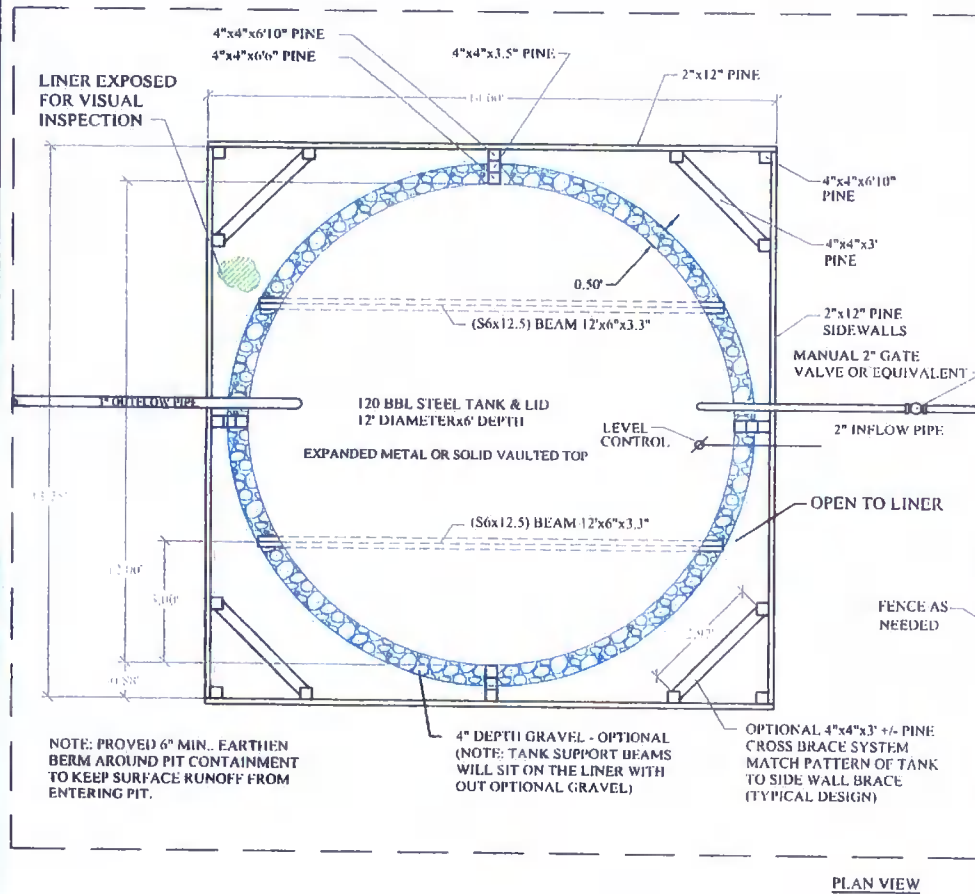 4"x4"x6'10" PINE
4"x4"x6'6" PINE
4"x4"x3.5" PINE
2"x12" PINE
LINER EXPOSED
FOR VISUAL
INSPECTION
4"x4"x6'10"
PINE
4"x4"x3'
PINE
0.50'
(S6x12.5) BEAM 12'x6"x3.3"
2"x12" PINE
SIDEWALLS
MANUAL 2" GATE
VALVE OR EQUIVALENT
OUTFLOW PIPE
120 BBL STEEL TANK & LID
12' DIAMETERx6' DEPTH
LEVEL
CONTROL
2" INFLOW PIPE
EXPANDED METAL OR SOLID VAULTED TOP
OPEN TO LINER
(S6x12.5) BEAM 12'x6"x3.3"
12.00'
3.00'
0.88'
FENCE AS
NEEDED
NOTE: PROVED 6" MIN.. EARTHEN
BERM AROUND PIT CONTAINMENT
TO KEEP SURFACE RUNOFF FROM
ENTERING PIT.
4" DEPTH GRAVEL - OPTIONAL
(NOTE: TANK SUPPORT BEAMS
WILL SIT ON THE LINER WITH
OUT OPTIONAL GRAVEL)
OPTIONAL 4"x4"x3' +/- PINE
CROSS BRACE SYSTEM
MATCH PATTERN OF TANK
TO SIDE WALL BRACE
(TYPICAL DESIGN)
PLAN VIEW